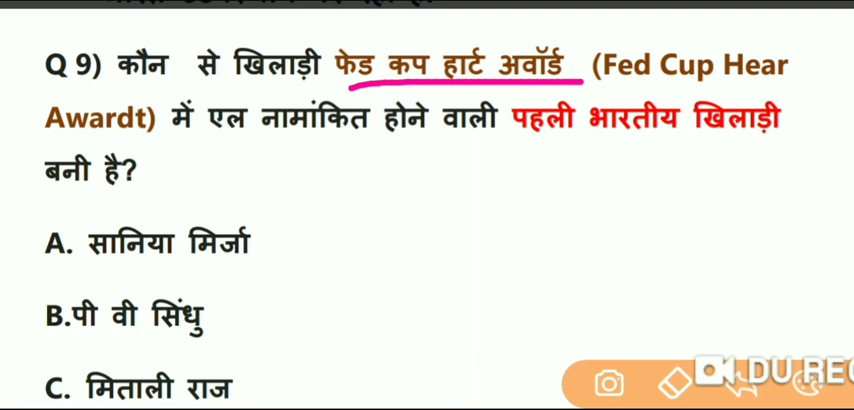 Q 9) कौन से खिलाड़ी फेड कप हार्ट अवॉर्ड (Fed Cup Hear
Awardt) में एल नामांकित होने वाली पहली भारतीय खिलाड़ी
बनी है?
A. सानिया मिर्जा
B.पी वी सिंधु
C. मिताली राज
DU REC